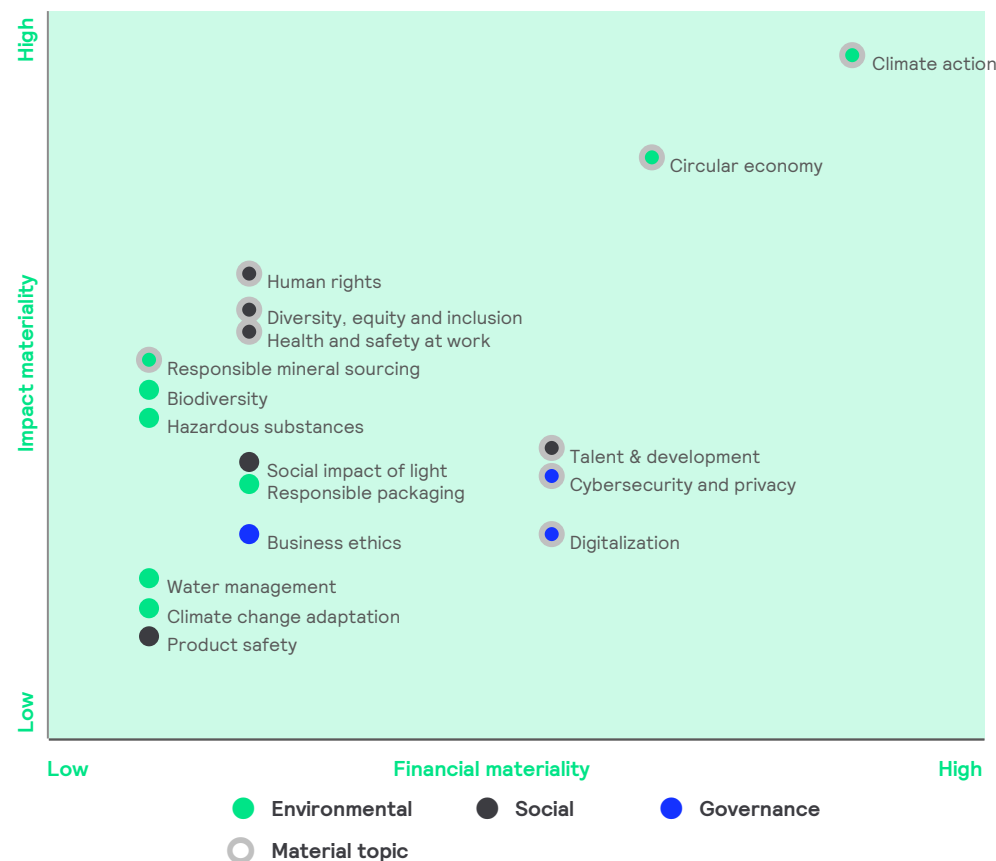 High
Climate action
Circular economy
Impact materiality
Human rights
Diversity, equity and inclusion
Health and safety at work
Responsible mineral sourcing
Biodiversity
Hazardous substances
Social impact of light
Responsible packaging
Talent & development
Cybersecurity and privacy
Business ethics
Digitalization
Water management
Climate change adaptation
Product safety
Low
Low
Financial materiality
High
Environmental
Social
Governance
Material topic